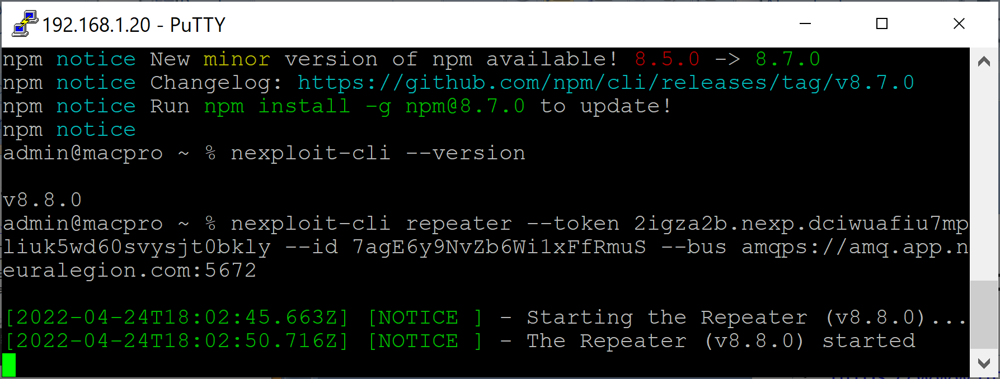 192.168.1.20 - PuTTY
npm notice New minor version of npm available! 8.5.0 -> 8.7.0
npm notice Changelog: https://github.com/npm/cli/releases/tag/v8.7.0
npm notice Run npm install -g npm@8.7.0 to update!
npm notice
admin@macpro ~ % nexploit-cli --version
v8.8.0
admin@macpro ~ % nexploit-cli repeater --token 2igza2b.nexp.dciwuafiu7mp
liuk5wd60svysjt0bkly --id 7agE6y9NvZb6Wi1xFfRmuS --bus amqps://amq.app.n
euralegion.com:5672
[2022-04-24T18:02:45.663Z] [NOTICE ] - Starting the Repeater (v8.8.0)...
[2022-04-24T18:02:50.716Z] [NOTICE ] - The Repeater (v8.8.0) started